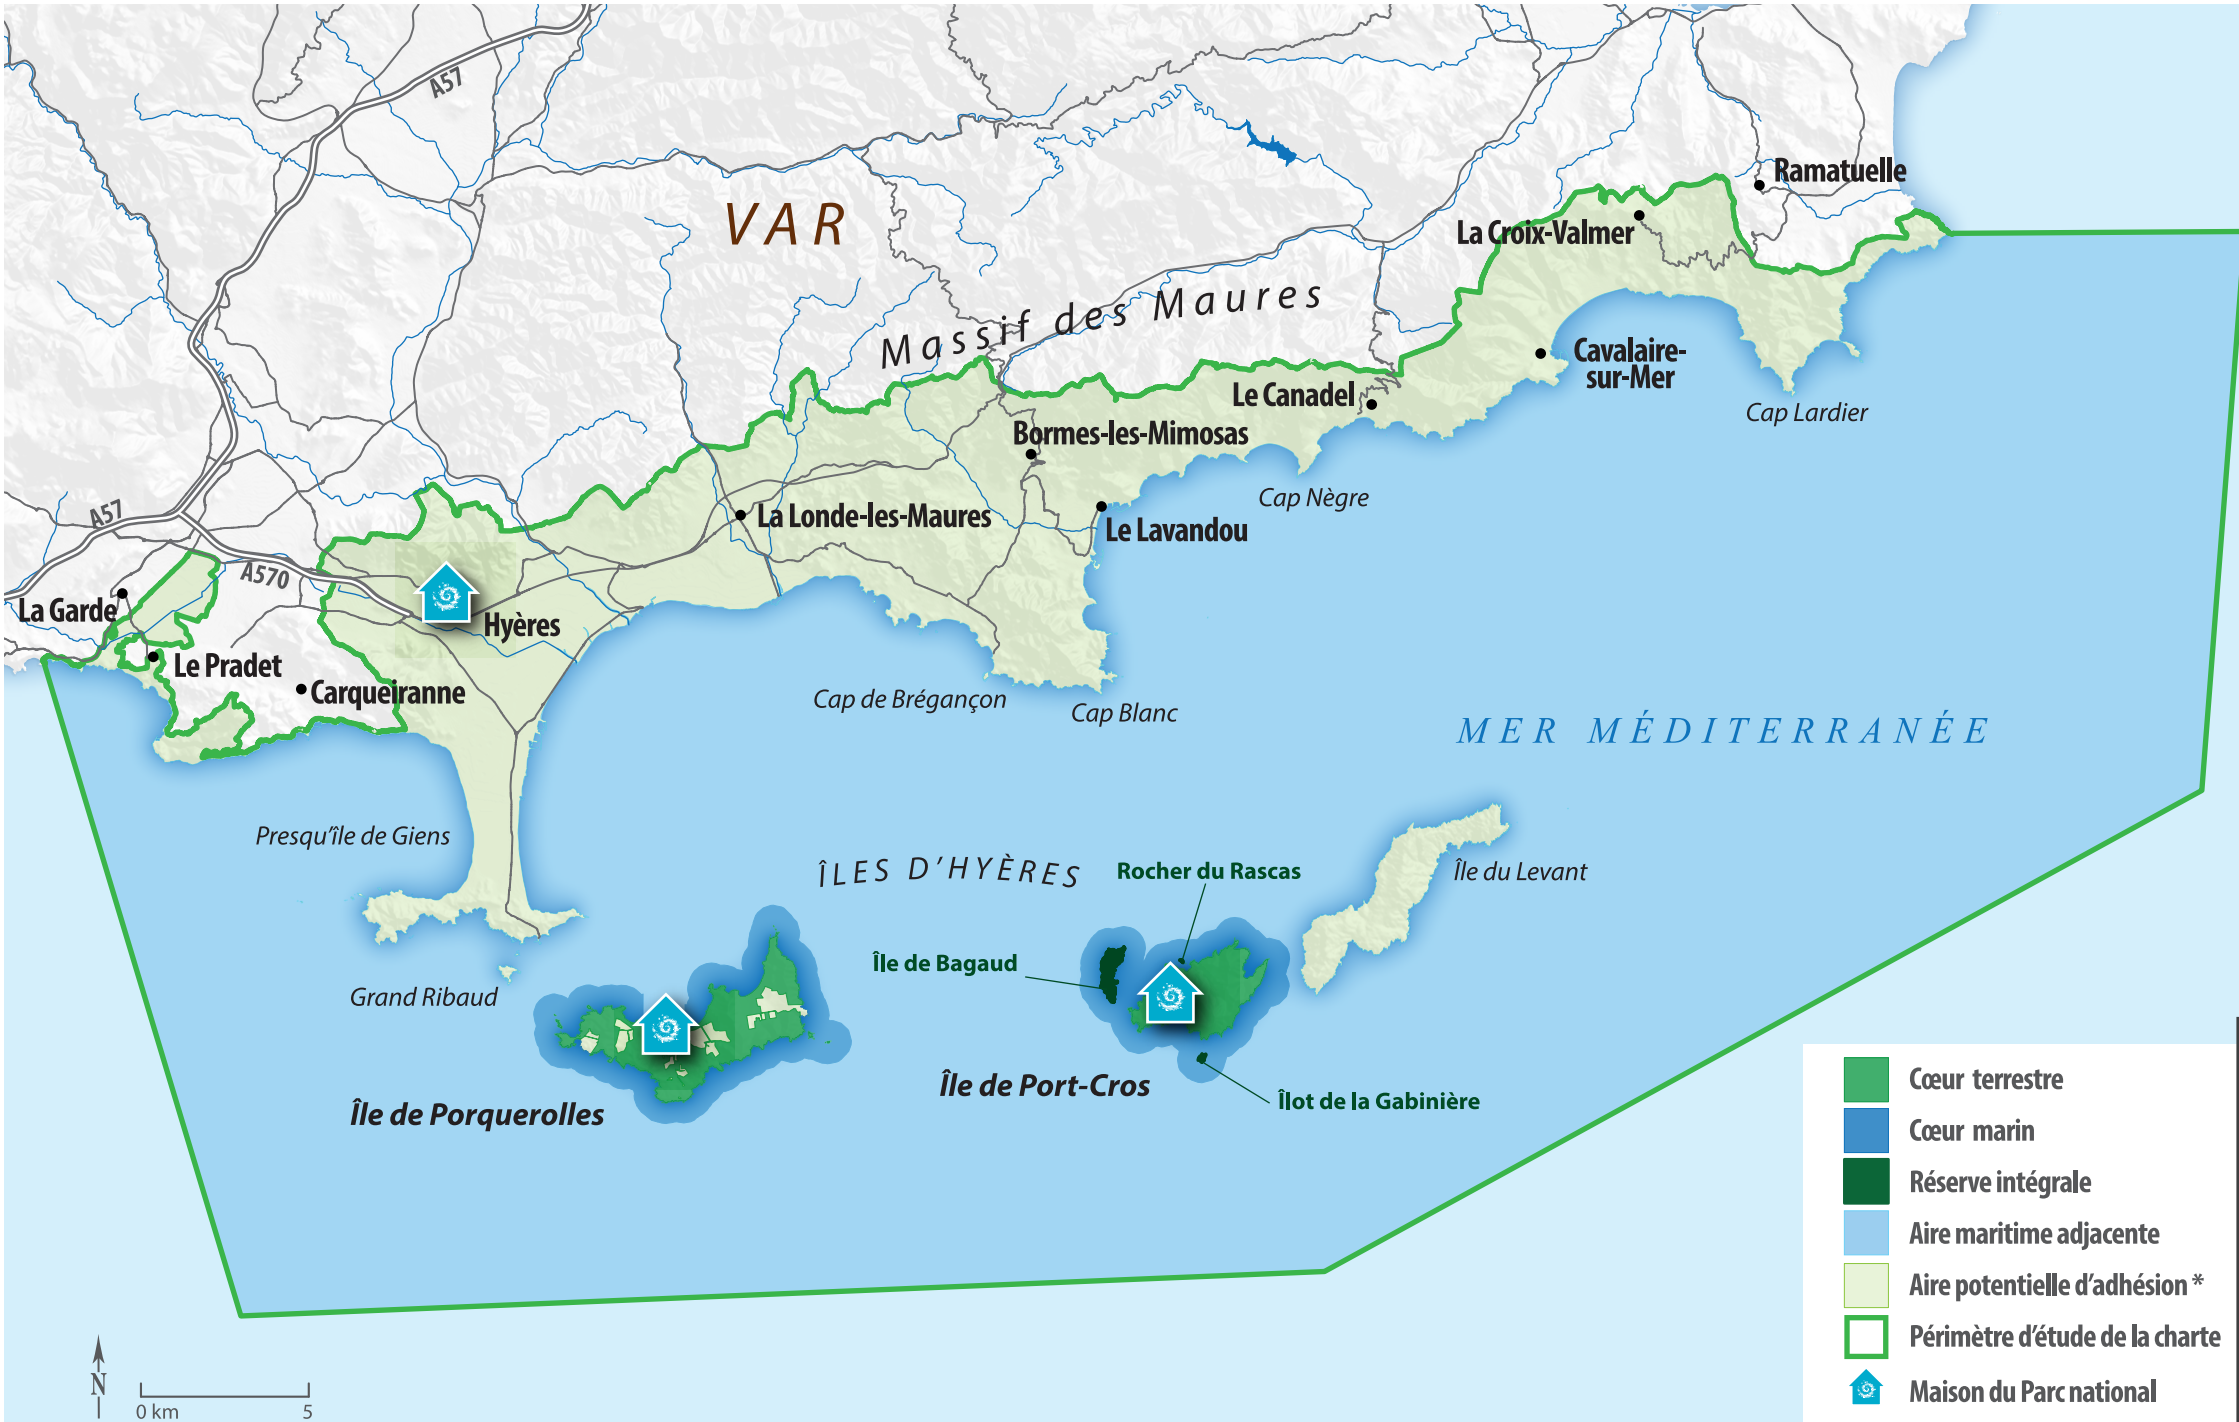 A57
VAR
Ramatuelle
La Croix-Valmer
Massif des Maures
Cavalaire-
sur-Mer
Le Canadel
Cap Lardier
Bormes-les-Mimosas
Cap Nègre
A57
La Londe-les-Maures
Le Lavandou
A570
La Garde
Hyères
Le Pradet
Carqueiranne
Cap de Brégançon
Cap Blanc
MER MÉDITERRANÉE
Presqu'île de Giens
ÎLES D'HYÈRES
Rocher du Rascas
Île du Levant
Île de Bagaud
Grand Ribaud
Île de Port-Cros
Îlot de la Gabinière
Île de Porquerolles
Cœur terrestre
Cœur marin
Réserve intégrale
Aire maritime adjacente
Aire potentielle d'adhésion *
Périmètre d'étude de la charte
Maison du Parc national
N
0 km 5